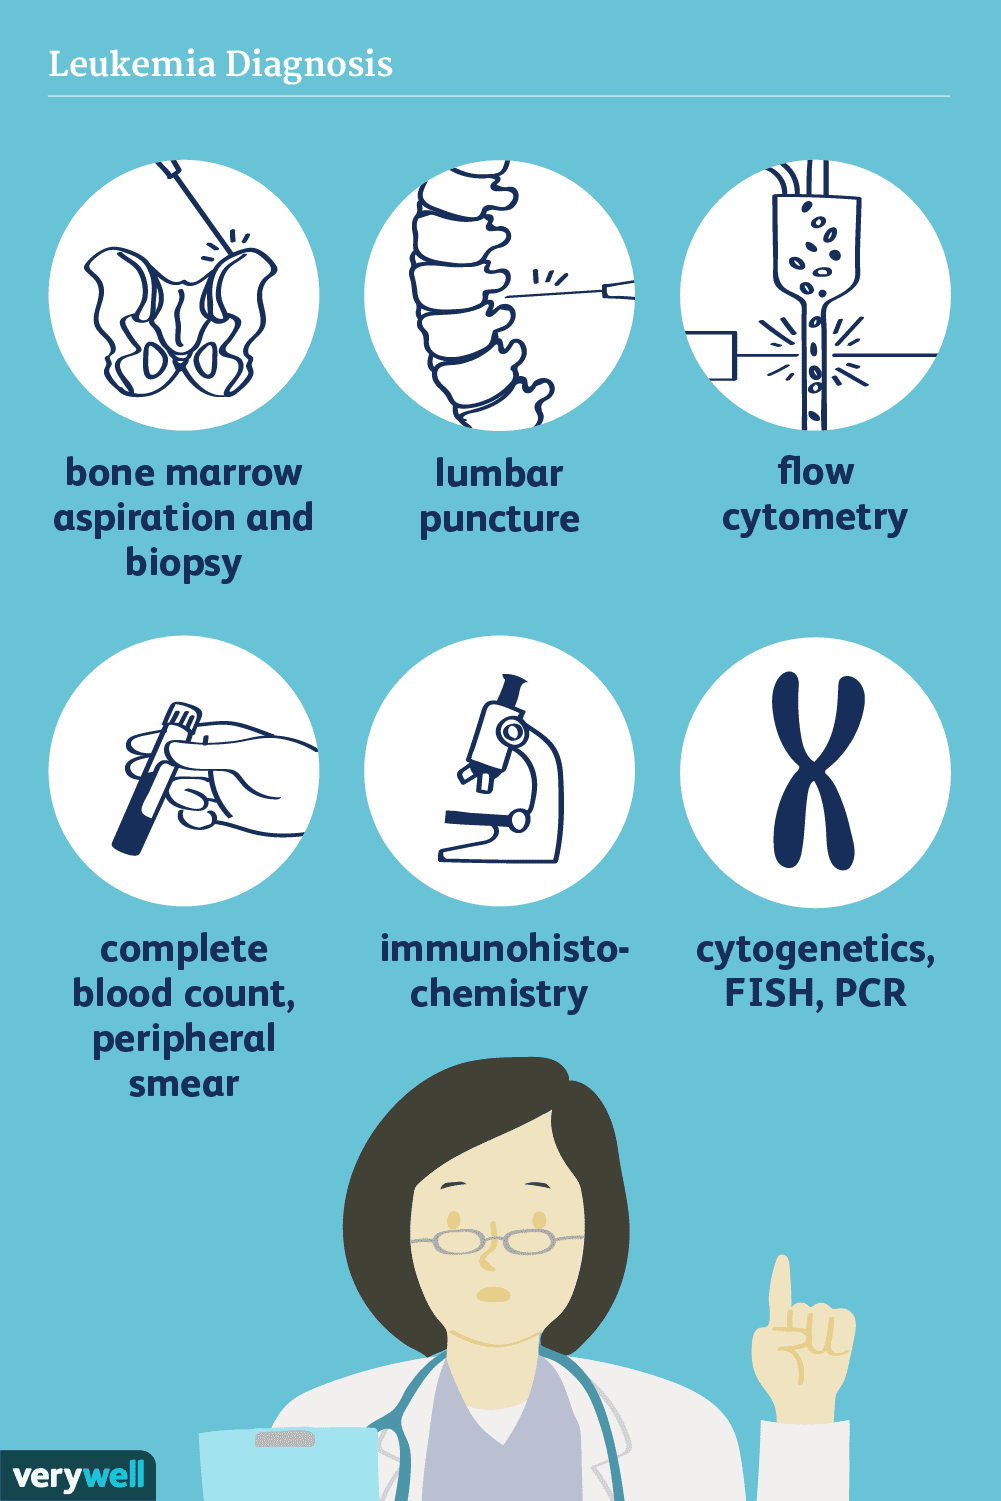 Leukemia Diagnosis
bone marrow
aspiration and
biopsy
lumbar
puncture
flow
cytometry
complete
blood count,
peripheral
smear
immunohisto-
chemistry
cytogenetics,
FISH, PCR
verywell